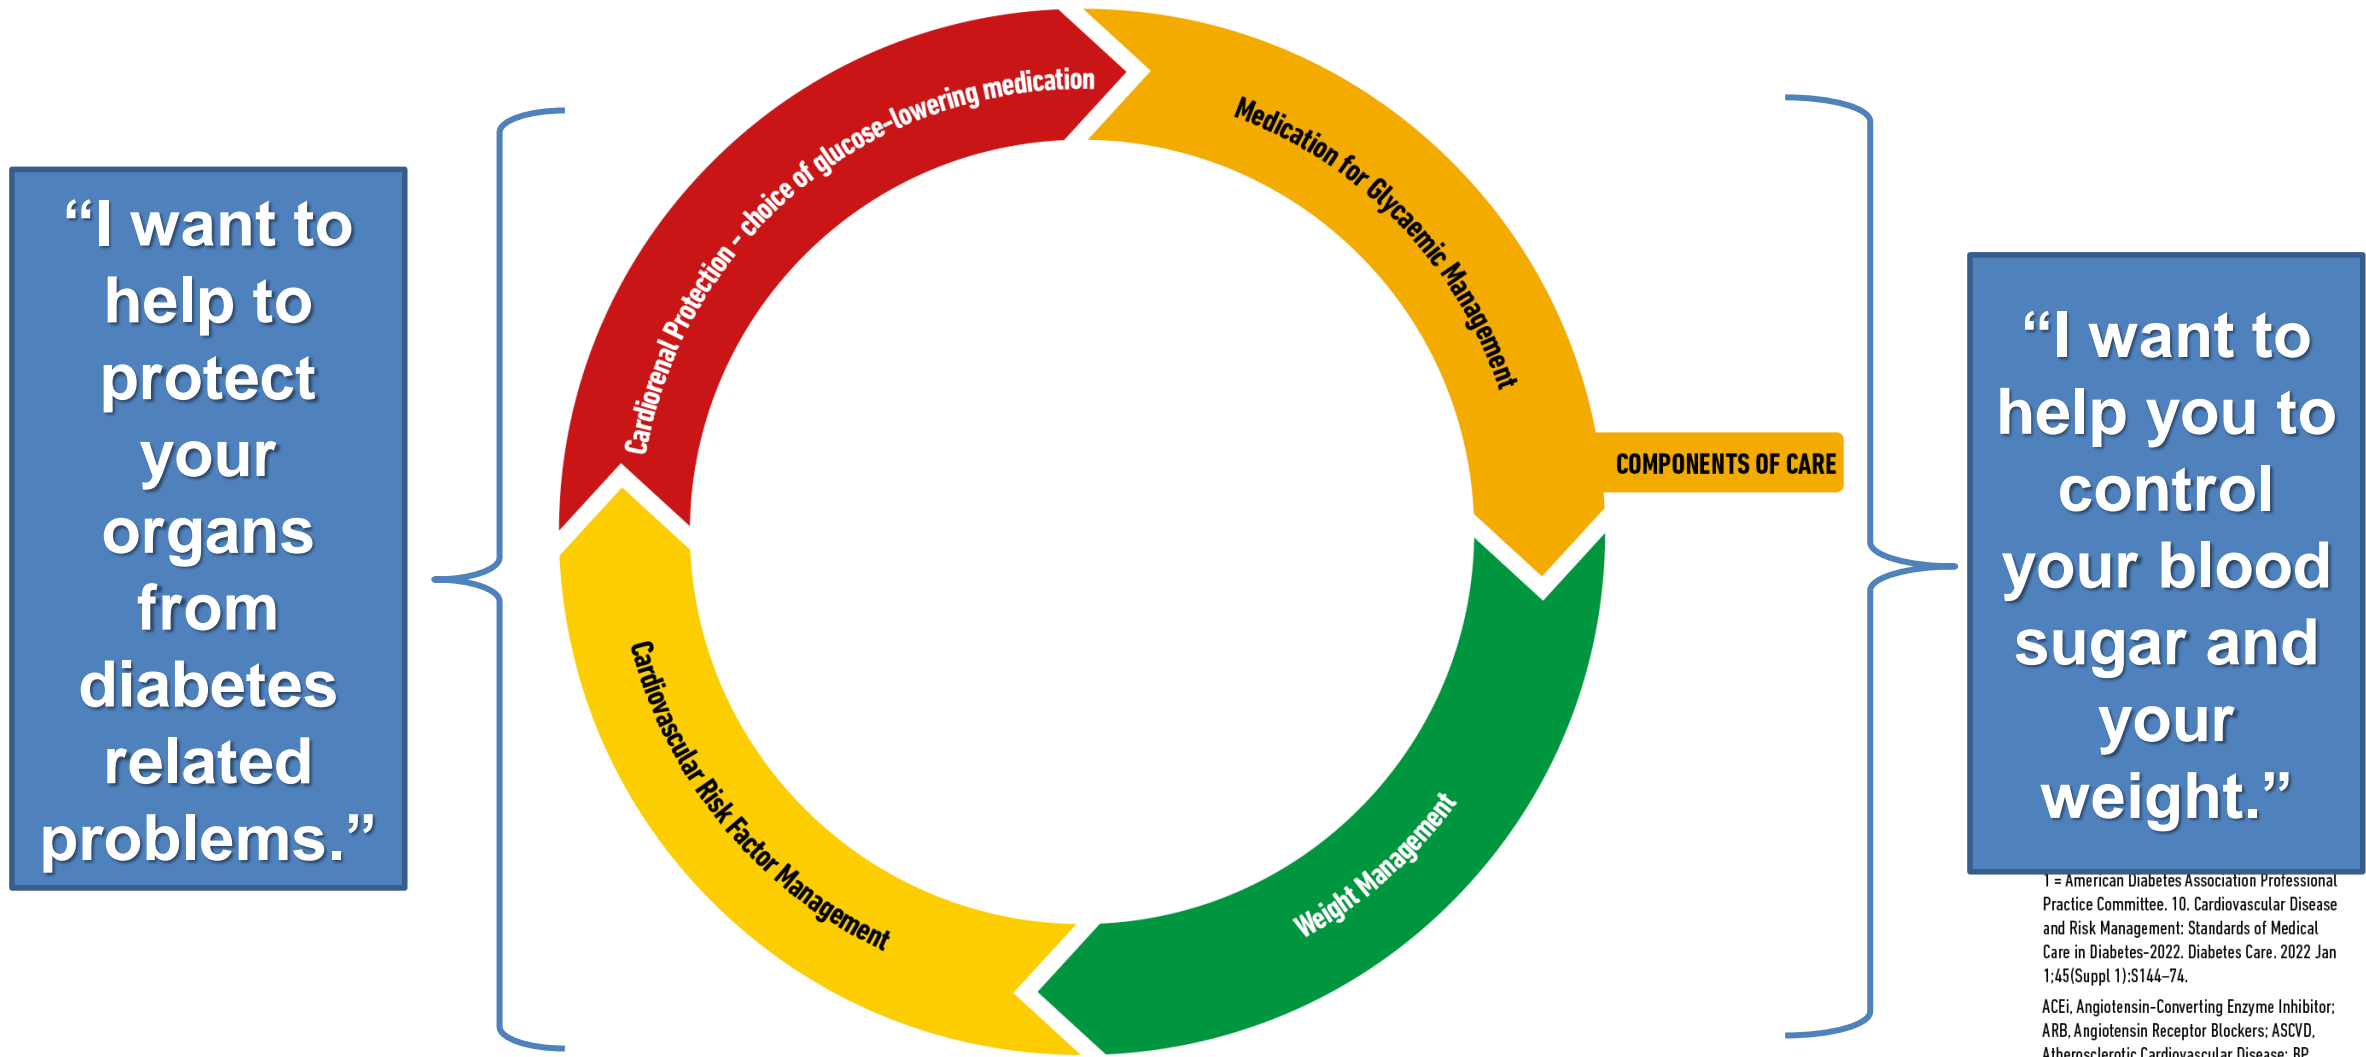 “I want to
help to
protect
your
organs
from
diabetes
related
problems.”
Cardiorenal Protection - choice of glucose-lowering medication
Medication for Glycaemic Management
COMPONENTS OF CARE
Weight Management
Cardiovascular Risk Factor Management
“I want to
help you to
control
your blood
sugar and
your
weight.”
1 = American Diabetes Association Professional
Practice Committee. 10. Cardiovascular Disease
and Risk Management: Standards of Medical
Care in Diabetes-2022. Diabetes Care. 2022 Jan
1;45(Suppl 1):S144–74.
ACEi, Angiotensin-Converting Enzyme Inhibitor;
ARB, Angiotensin Receptor Blockers; ASCVD,
Atherosclerotic Cardiovascular Disease; BP,